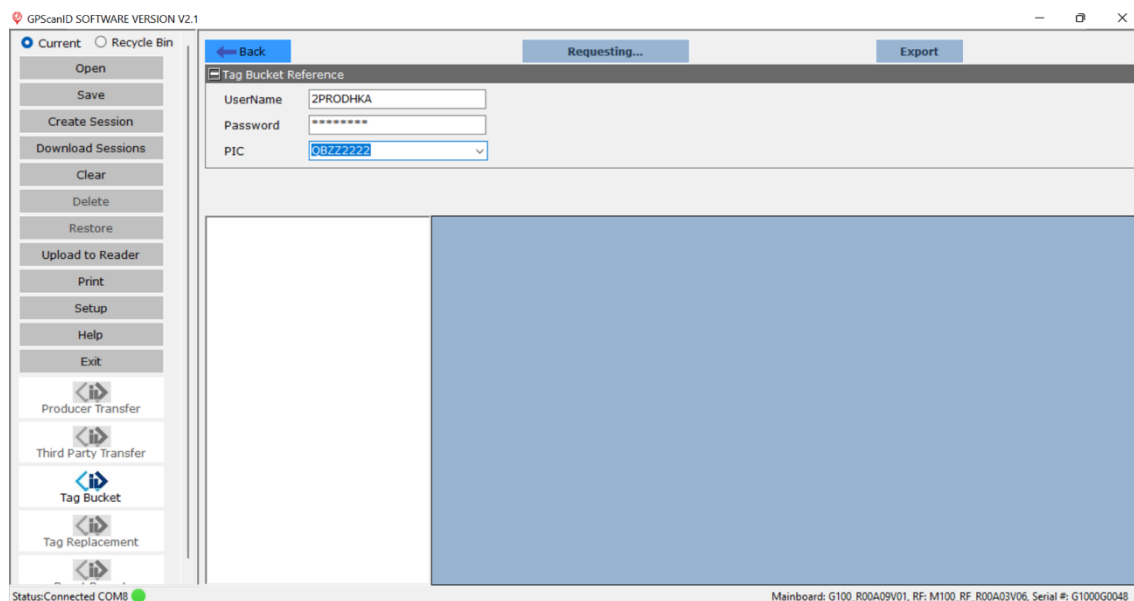 GPScanID SOFTWARE VERSION V2.1
Current Recycle Bin
Open
Save
Create Session
Download Sessions
Clear
Delete
Restore
Upload to Reader
Print
Setup
Help
Exit
Producer Transfer
Third Party Transfer
Tag Bucket
Tag Replacement
Back Requesting... Export
Tag Bucket Reference
UserName 2PRODHKA
Password ********
PIC QBZZ2222
Status:Connected COM8
Mainboard: G100_R00A09V01, RF: M100_RF_R00A03V06, Serial #: G1000G0048